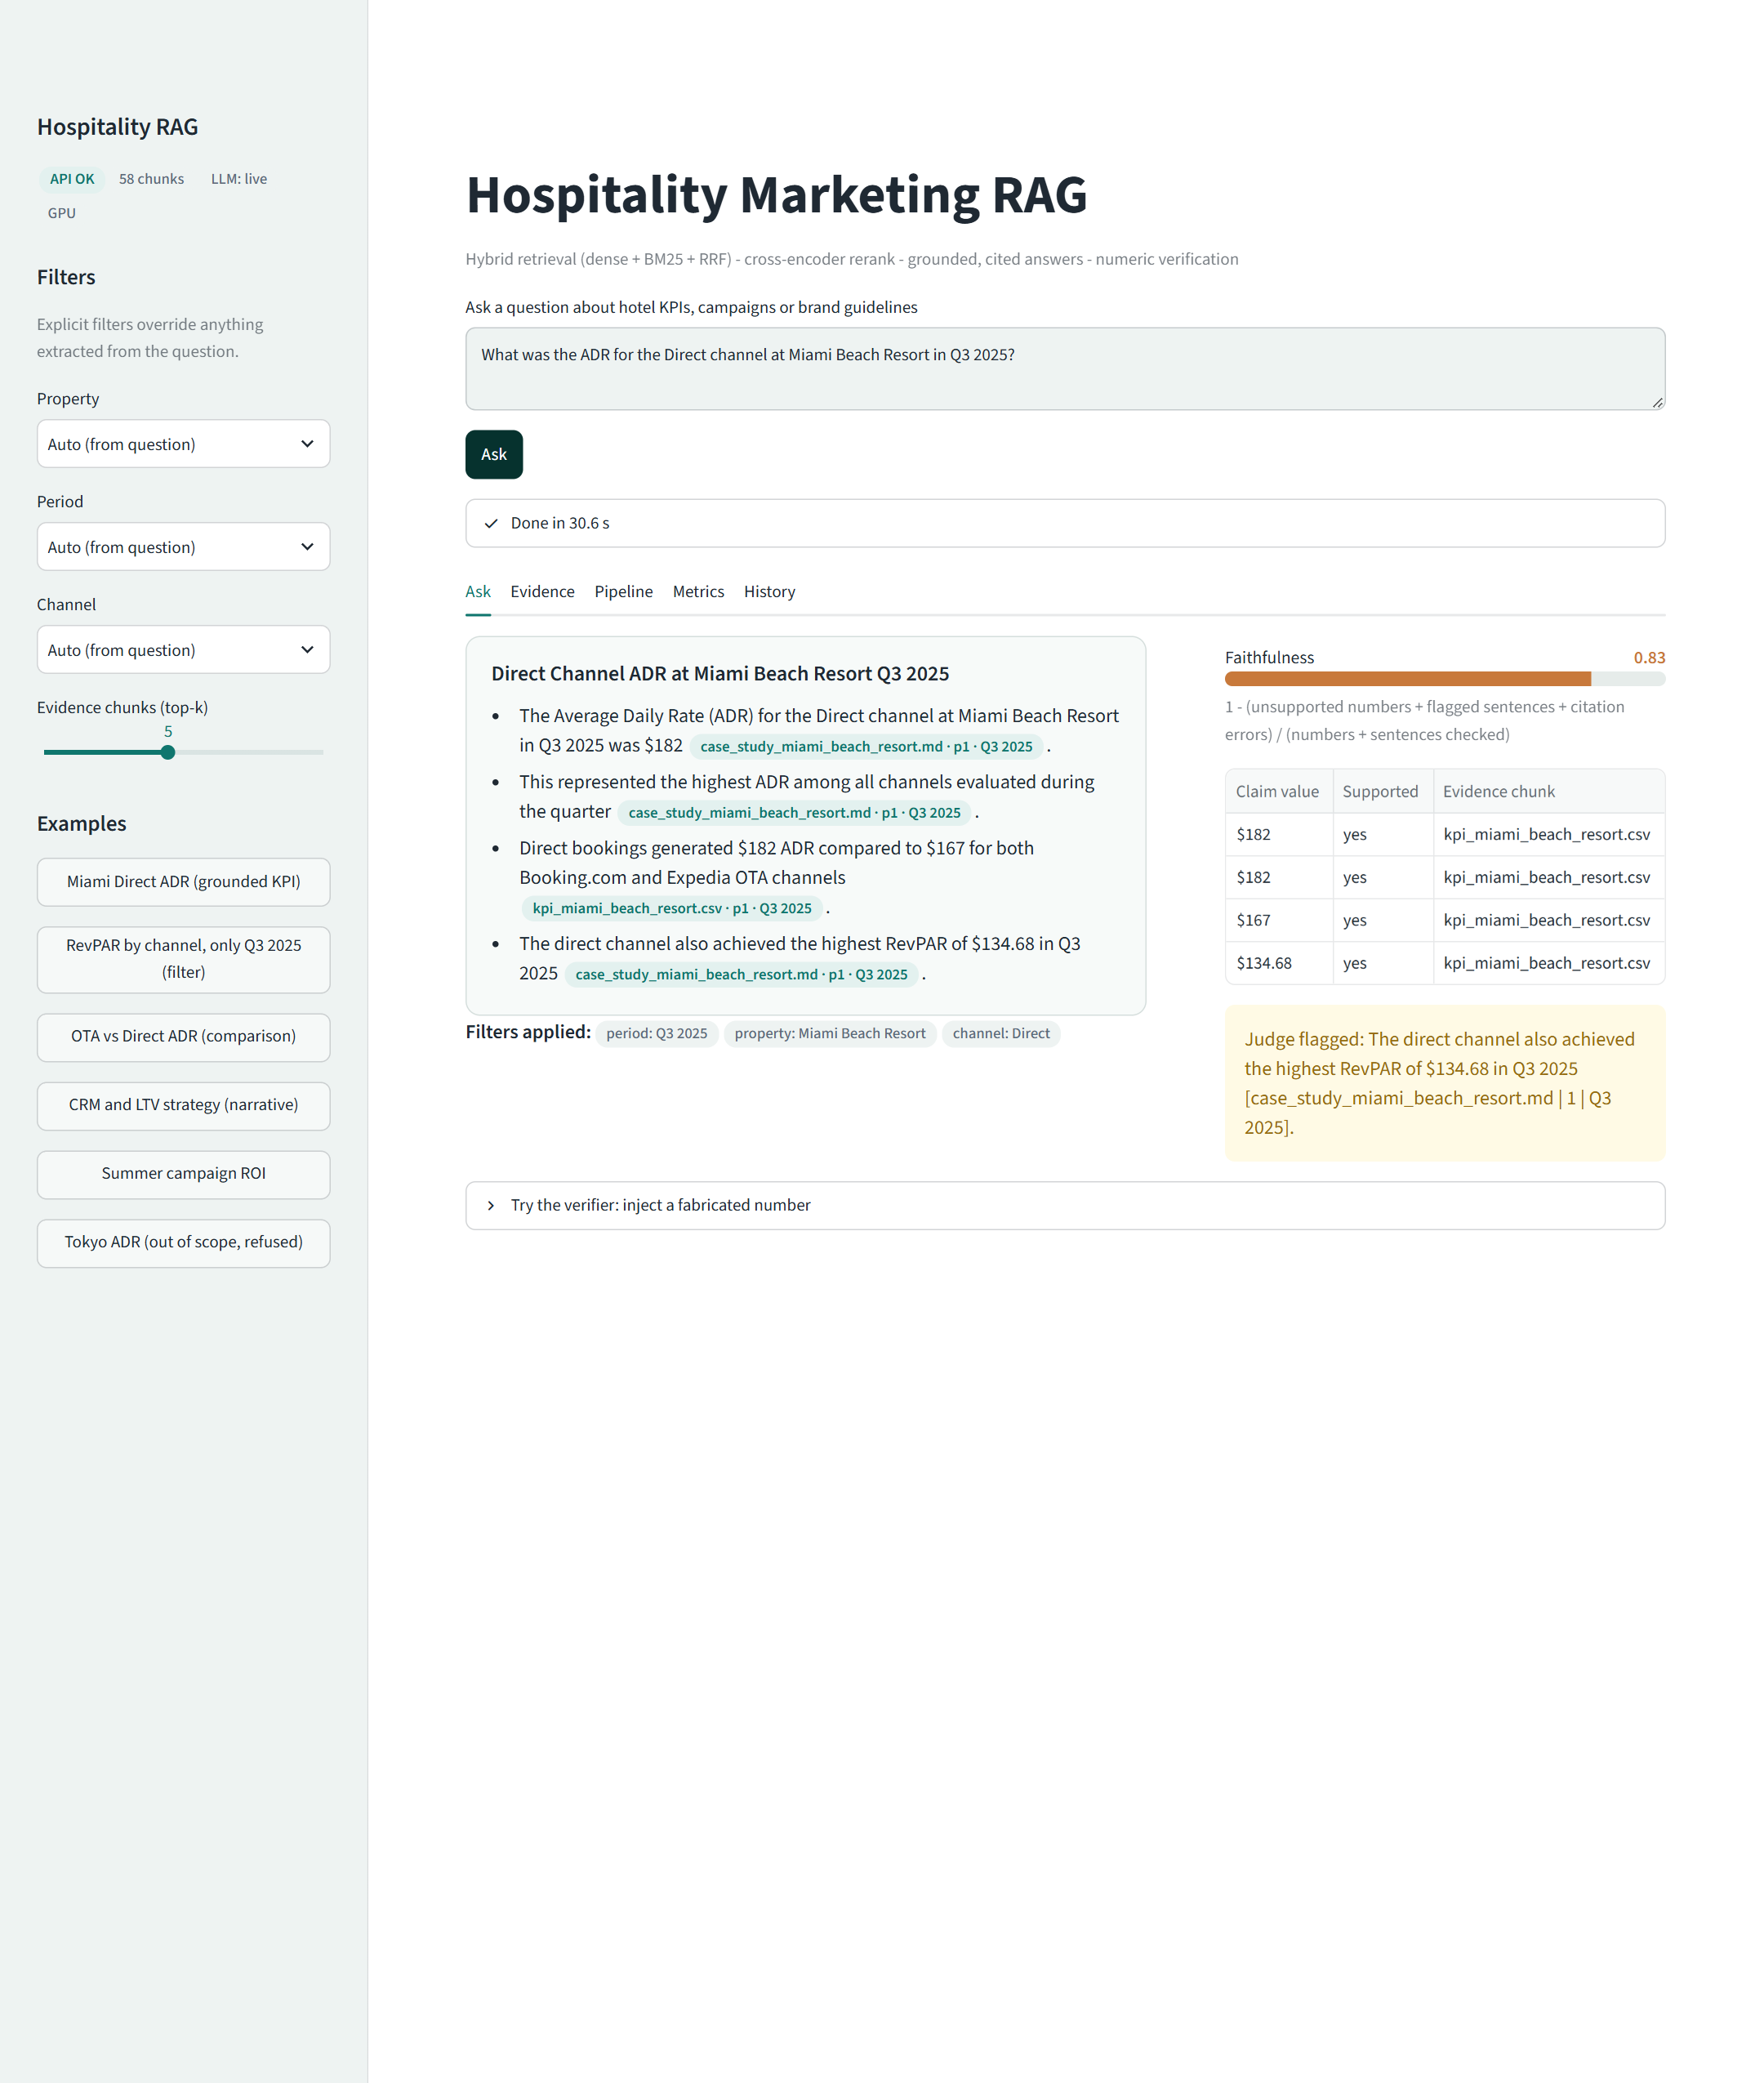 Hospitality RAG
API OK 58 chunks LLM: live
GPU
Filters
Explicit filters override anything
extracted from the question.
Property
Auto (from question)
Period
Auto (from question)
Channel
Auto (from question)
Evidence chunks (top-k)
5
Examples
Miami Direct ADR (grounded KPI)
RevPAR by channel, only Q3 2025
(filter)
OTA vs Direct ADR (comparison)
CRM and LTV strategy (narrative)
Summer campaign ROI
Tokyo ADR (out of scope, refused)
Hospitality Marketing RAG
Hybrid retrieval (dense + BM25 + RRF) - cross-encoder rerank - grounded, cited answers - numeric verification
Ask a question about hotel KPIs, campaigns or brand guidelines
What was the ADR for the Direct channel at Miami Beach Resort in Q3 2025?
Ask
Done in 30.6 s
Ask Evidence Pipeline Metrics History
Direct Channel ADR at Miami Beach Resort Q3 2025
• The Average Daily Rate (ADR) for the Direct channel at Miami Beach Resort
in Q3 2025 was $182 case_study_miami_beach_resort.md · p1 · Q3 2025 .
• This represented the highest ADR among all channels evaluated during
the quarter case_study_miami_beach_resort.md · p1 · Q3 2025 .
• Direct bookings generated $182 ADR compared to $167 for both
Booking.com and Expedia OTA channels
kpi_miami_beach_resort.csv · p1 · Q3 2025 .
• The direct channel also achieved the highest RevPAR of $134.68 in Q3
2025 case_study_miami_beach_resort.md · p1 · Q3 2025 .
Filters applied: period: Q3 2025 property: Miami Beach Resort channel: Direct
Faithfulness 0.83
1 - (unsupported numbers + flagged sentences + citation
errors) / (numbers + sentences checked)
Claim value Supported Evidence chunk
$182 yes kpi_miami_beach_resort.csv
$182 yes kpi_miami_beach_resort.csv
$167 yes kpi_miami_beach_resort.csv
$134.68 yes kpi_miami_beach_resort.csv
Judge flagged: The direct channel also achieved
the highest RevPAR of $134.68 in Q3 2025
[case_study_miami_beach_resort.md | 1 | Q3
2025].
Try the verifier: inject a fabricated number